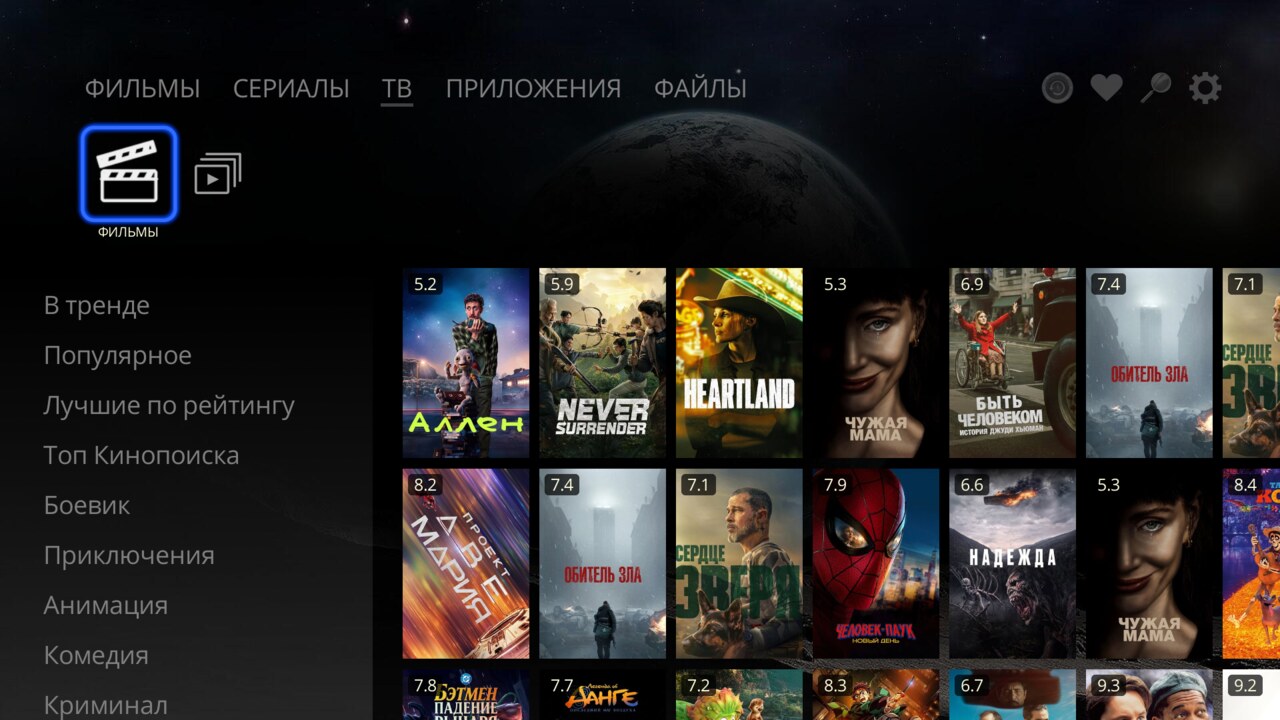 ФИЛЬМЫ СЕРИАЛЫ ТВ ПРИЛОЖЕНИЯ ФАЙЛЫ
ФИЛЬМЫ
В тренде
Популярное
Лучшие по рейтингу
Топ Кинопоиска
Боевик
Приключения
Анимация
Комедия
Криминал
5.2
Аллен
5.9
NEVER
SURRENDER
HEARTLAND
5.3
ЧУЖАЯ
МАМА
6.9
БЫТЬ
ЧЕЛОВЕКОМ
ИСТОРИЯ ДЖУДИ ХЬЮМАН
7.4
ОБИТЕЛЬ ЗЛА
7.1
СЕРДЦЕ
8.2
ПРОЕКТ
АВЕ
МАРИЯ
7.4
ОБИТЕЛЬ ЗЛА
7.1
СЕРДЦЕ
ЗВЕРЯ
7.9
ЧЕЛОВЕК-ПАУК
НОВЫЙ ДЕНЬ
6.6
НАДЕЖДА
5.3
ЧУЖАЯ
МАМА
8.4
7.8
БЭТМЕН
ПАДЕНИЕ
РЫЦАРЯ
7.7
ДАНГЕ
7.2
8.3
6.7
9.3
9.2